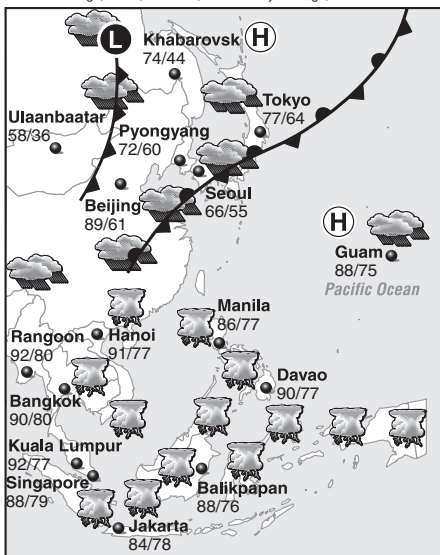 L
Khabarovsk
74/44
H
Ulaanbaatar
58/36
Tokyo
77/64
Pyongyang
72/60
Beijing
89/61
Seoul
66/55
H
Guam
88/75
Pacific Ocean
Manila
86/77
Rangoon
92/80
Hanoi
91/77
Davao
90/77
Bangkok
90/80
Kuala Lumpur
92/77
Singapore
88/79
Balikpapan
88/76
Jakarta
84/78